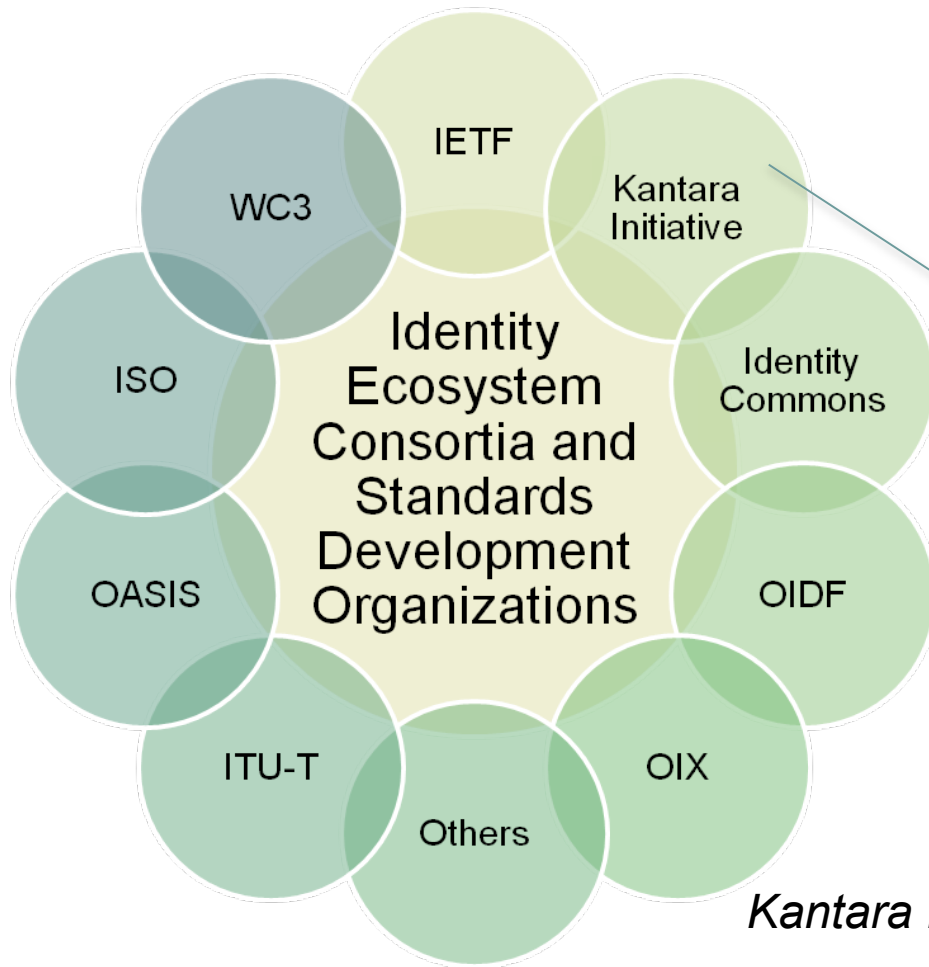 IETF
Kantara
Initiative
WC3
Identity
Ecosystem
Consortia and
Standards
Development
Organizations
Identity
Commons
ISO
OASIS
OIDF
ITU-T
OIX
Others
Kantara